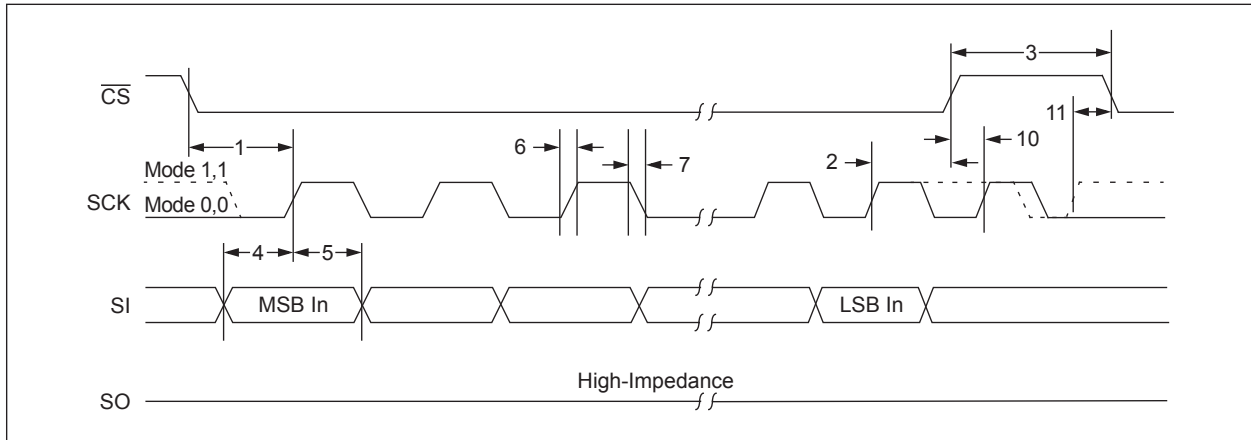 3
CS
11
1
6
10
Mode 1,1
7
2
SCK
Mode 0,0
4
5
SI
MSB In
LSB In
High-Impedance
SO